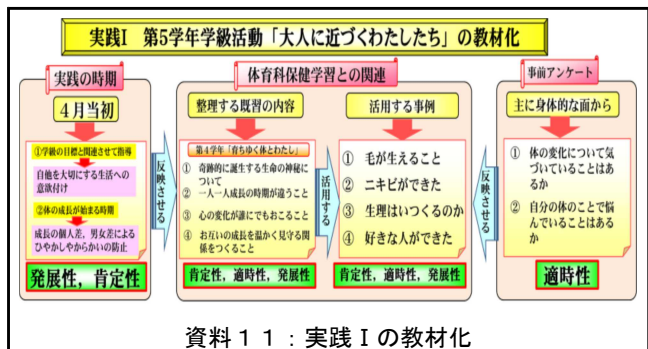 実践Ⅰ 第5学年学級活動「大人に近づくわたしたち」の教材化
実践の時期
４月当初
①学級の目標と関連させて指導
自他を大切にする生活への
意欲付け
②体の成長が始まる時期
成長の個人差，男女差による
ひやかしやからかいの防止
発展性，肯定性
反映させる
体育科保健学習との関連
整理する既習の内容
第４学年「育ちゆく体とわたし」
① 奇跡的に誕生する生命の神秘に
ついて
② 一人一人成長の時期が違うこと
③ 心の変化が誰にでもおこること
④ お互いの成長を温かく見守る関
係をつくること
肯定性，適時性，発展性
活用する
活用する事例
① 毛が生えること
② ニキビができた
③ 生理はいつくるのか
④ 好きな人ができた
肯定性，適時性，発展性
反映させる
事前アンケート
主に身体的な面から
① 体の変化について気
づいていることはあ
るか
② 自分の体のことで悩
んでいることはある
か
適時性
資料１１：実践Ⅰの教材化